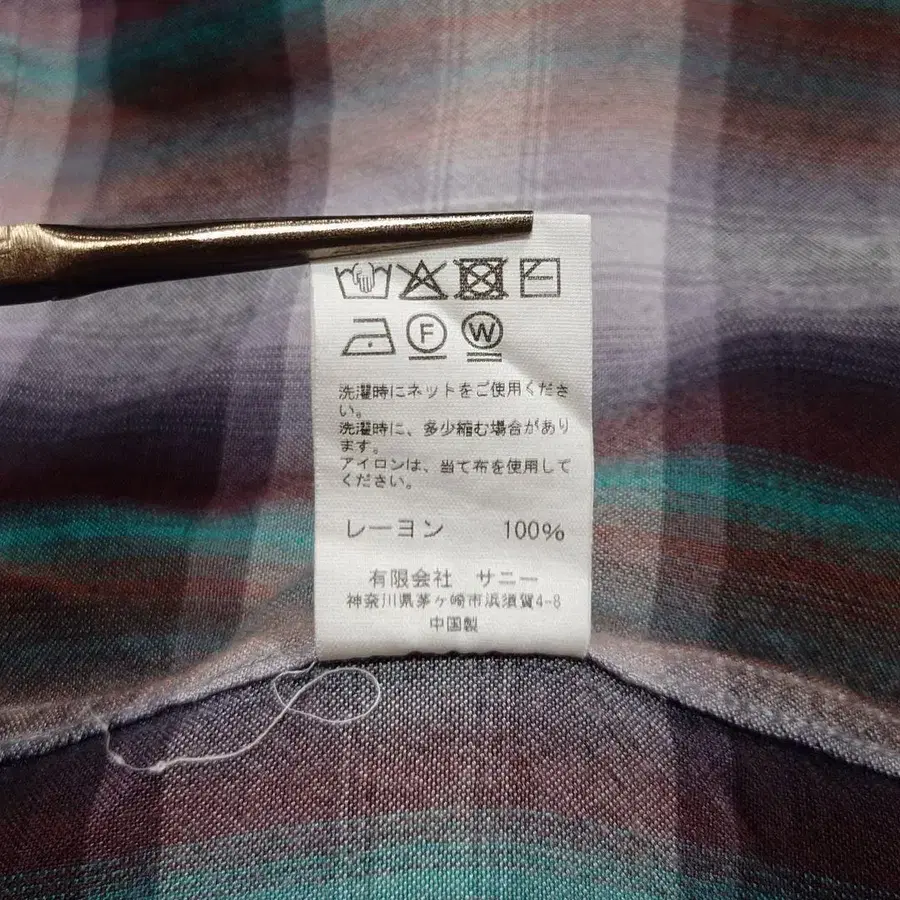 F W
洗濯時にネットをご使用くださ
い。
洗濯時に、多少縮む場合があり
ます。
アイロンは、当て布を使用して
ください。
レーヨン 100%
有限会社 サニー
神奈川県茅ヶ崎市浜須賀4-8
中国製